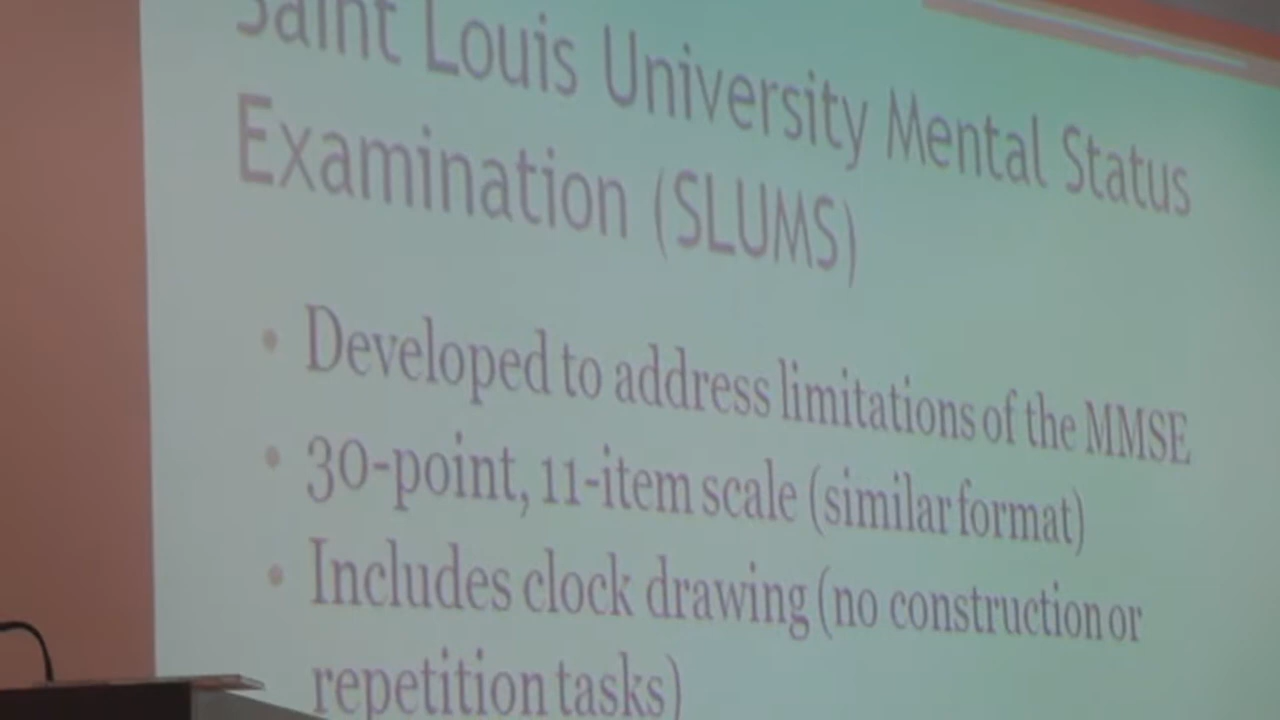 Saint Louis University Mental Status
Examination (SLUMS)
• Developed to address limitations of the MMSE
• 30-point, 11-item scale (similar format)
• Includes clock drawing (no construction or
repetition tasks)